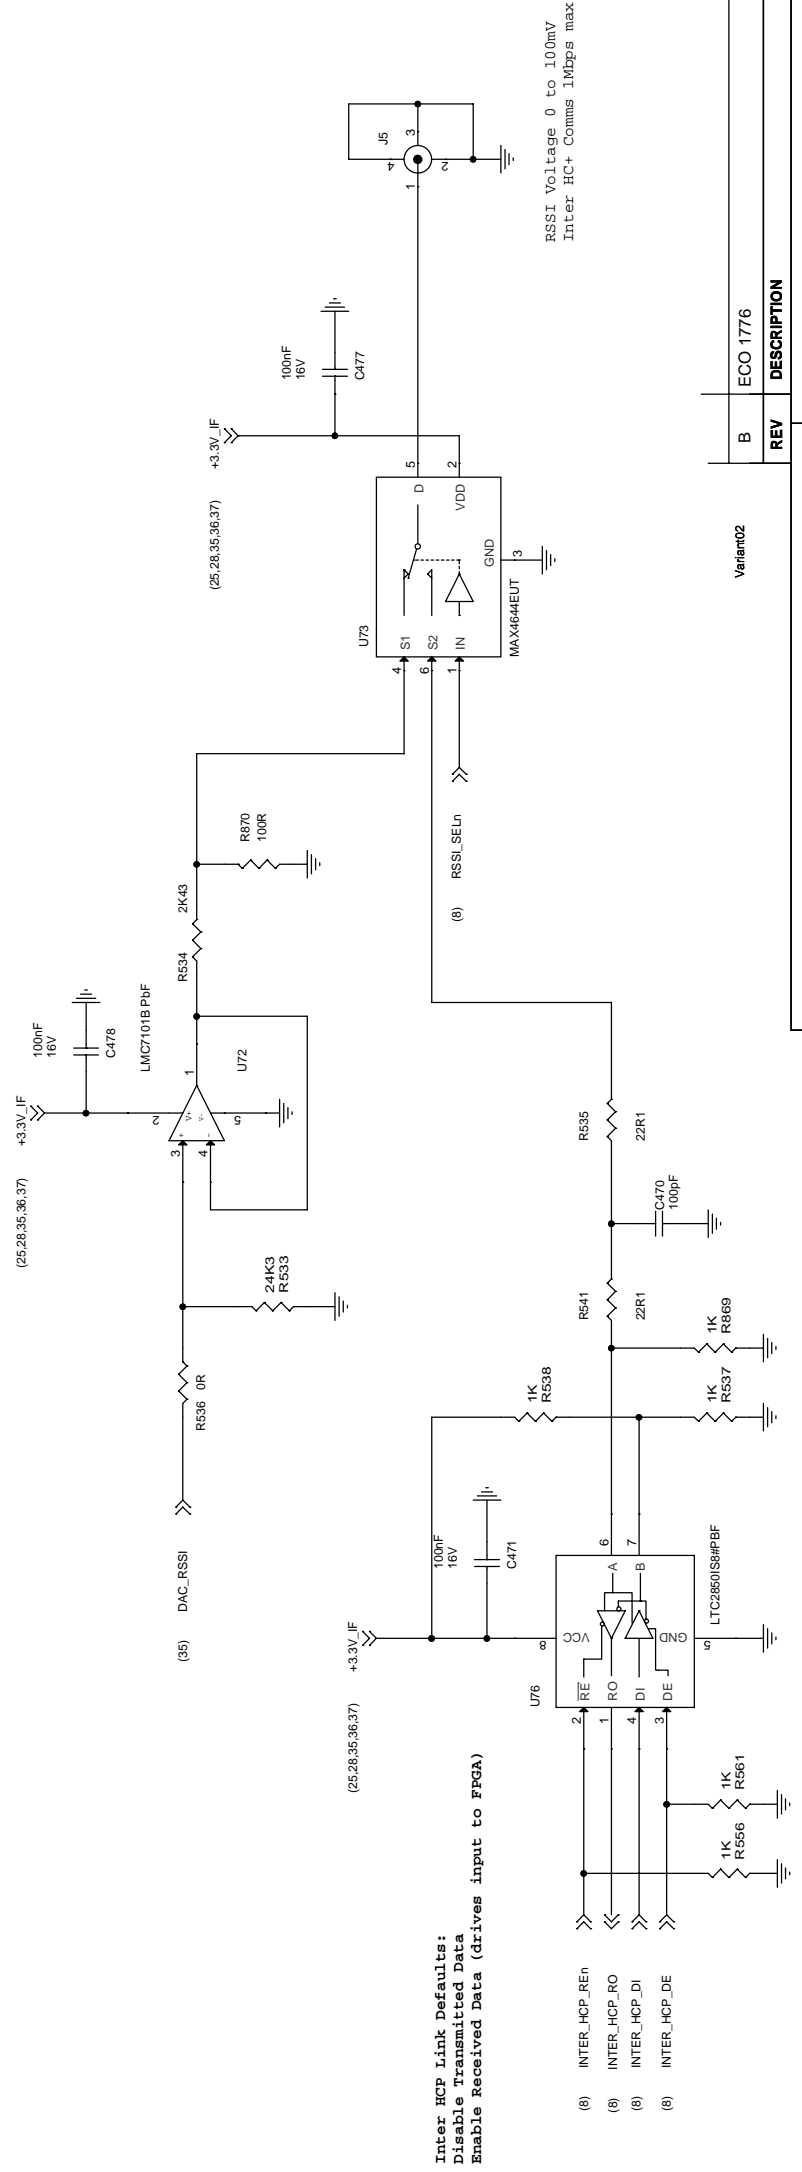 RSSI Voltage 0 to 100mV
Inter HC+ Comms 1Mbps max
J5
1
2
3
4
100nF
16V
C477
+3.3V_IF
(25,28,35,36,37)
U73
S1
S2
IN
D
VDD
GND
4
6
1
5
2
3
MAX4644EUT
R870
100R
2K43
R534
(8)
RSSI_SELn
100nF
16V
C478
LMC7101B PbF
U72
+3.3V_IF
(25,28,35,36,37)
V+
V-
+
-
3
4
2
5
1
24K3
R533
R536
0R
DAC_RSSI
(35)
R535
22R1
C470
100pF
R541
22R1
1K
R869
1K
R538
1K
R537
100nF
16V
C471
+3.3V_IF
(25,28,35,36,37)
U76
RE
RO
DI
DE
VCC
GND
A
B
2
1
4
3
8
5
6
7
LTC2850IS8#PBF
1K
R561
1K
R556
(8)
INTER_HCP_REn
(8)
INTER_HCP_RO
(8)
INTER_HCP_DI
(8)
INTER_HCP_DE
Inter HCP Link Defaults:
Disable Transmitted Data
Enable Received Data (drives input to FPGA)
Variant02
B
ECO 1776
REV
DESCRIPTION